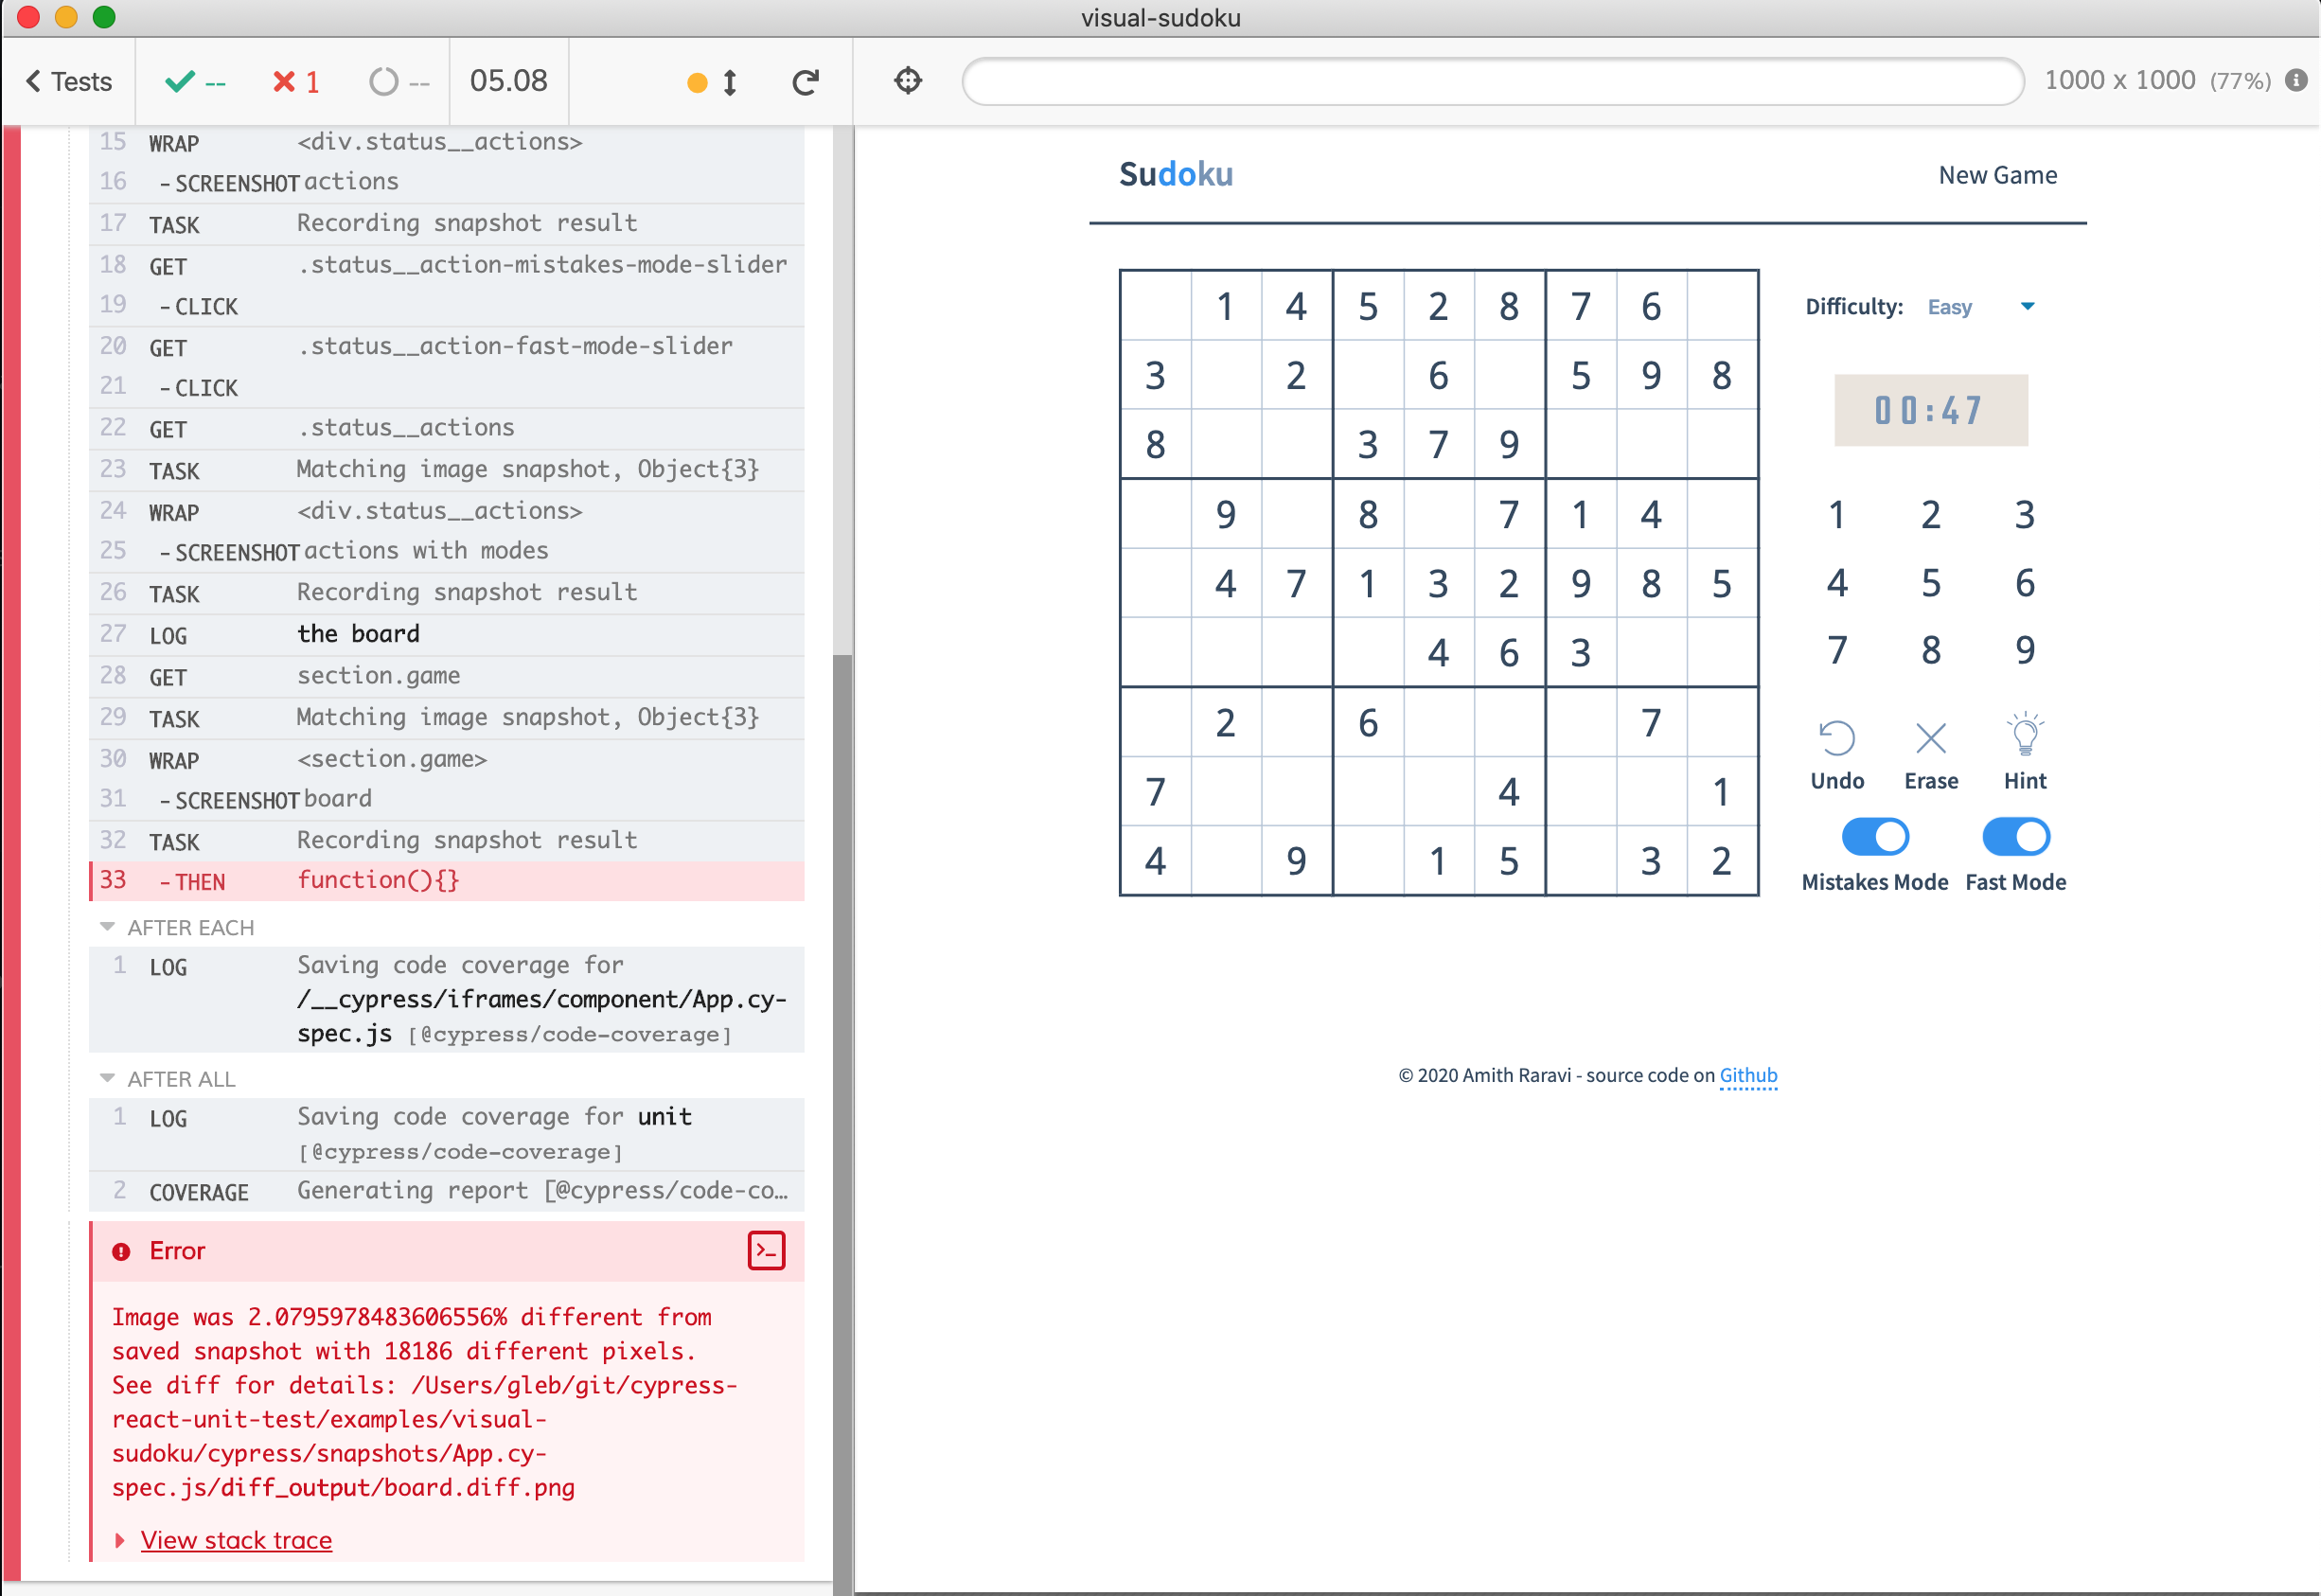 visual-sudoku
Tests -- 1 -- 05.08
1000 x 1000 (77%)
15 WRAP <div.status__actions>
16 -SCREENSHOT actions
17 TASK Recording snapshot result
18 GET .status__action-mistakes-mode-slider
19 -CLICK
20 GET .status__action-fast-mode-slider
21 -CLICK
22 GET .status__actions
23 TASK Matching image snapshot, Object{3}
24 WRAP <div.status__actions>
25 -SCREENSHOT actions with modes
26 TASK Recording snapshot result
27 LOG the board
28 GET section.game
29 TASK Matching image snapshot, Object{3}
30 WRAP <section.game>
31 -SCREENSHOT board
32 TASK Recording snapshot result
33 -THEN function(){}
AFTER EACH
1 LOG Saving code coverage for
/__cypress/iframes/component/App.cy-
spec.js [@cypress/code-coverage]
AFTER ALL
1 LOG Saving code coverage for unit
[@cypress/code-coverage]
2 COVERAGE Generating report [@cypress/code-co…
Error
>_
Image was 2.0795978483606556% different from
saved snapshot with 18186 different pixels.
See diff for details: /Users/gleb/git/cypress-
react-unit-test/examples/visual-
sudoku/cypress/snapshots/App.cy-
spec.js/diff_output/board.diff.png
View stack trace
Sudoku
New Game
1 4 5 2 8 7 6
3 2 6 5 9 8
8 3 7 9
9 8 7 1 4
4 7 1 3 2 9 8 5
4 6 3
2 6 7
7 4 1
4 9 1 5 3 2
Difficulty: Easy
00:47
1 2 3
4 5 6
7 8 9
Undo Erase Hint
Mistakes Mode Fast Mode
© 2020 Amith Raravi - source code on Github